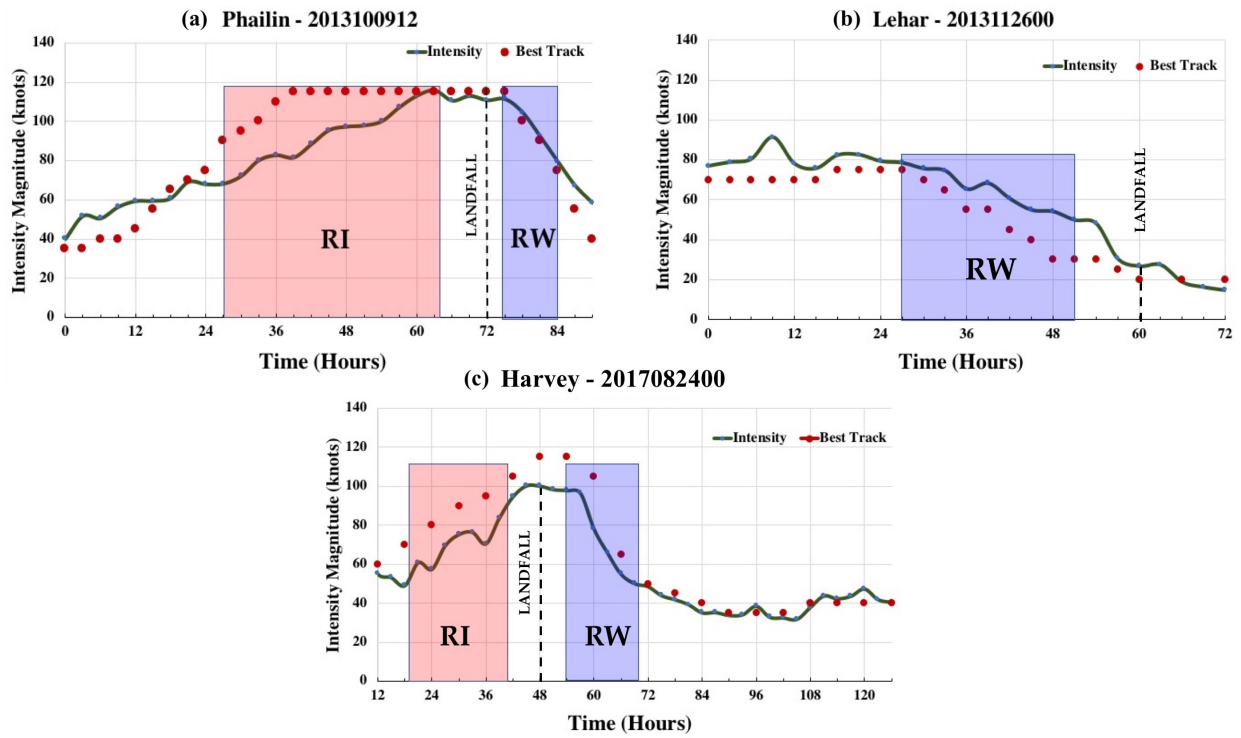 (a) Phailin - 2013100912
Intensity Magnitude (knots)
140
120
100
80
60
40
20
0
Intensity Best Track
RI
LANDFALL
RW
0 12 24 36 48 60 72 84
Time (Hours)
(b) Lehar - 2013112600
Intensity Magnitude (knots)
140
120
100
80
60
40
20
0
Intensity Best Track
RW
LANDFALL
0 12 24 36 48 60 72
Time (Hours)
(c) Harvey - 2017082400
Intensity Magnitude (knots)
140
120
100
80
60
40
20
0
Intensity Best Track
RI
LANDFALL
RW
12 24 36 48 60 72 84 96 108 120
Time (Hours)